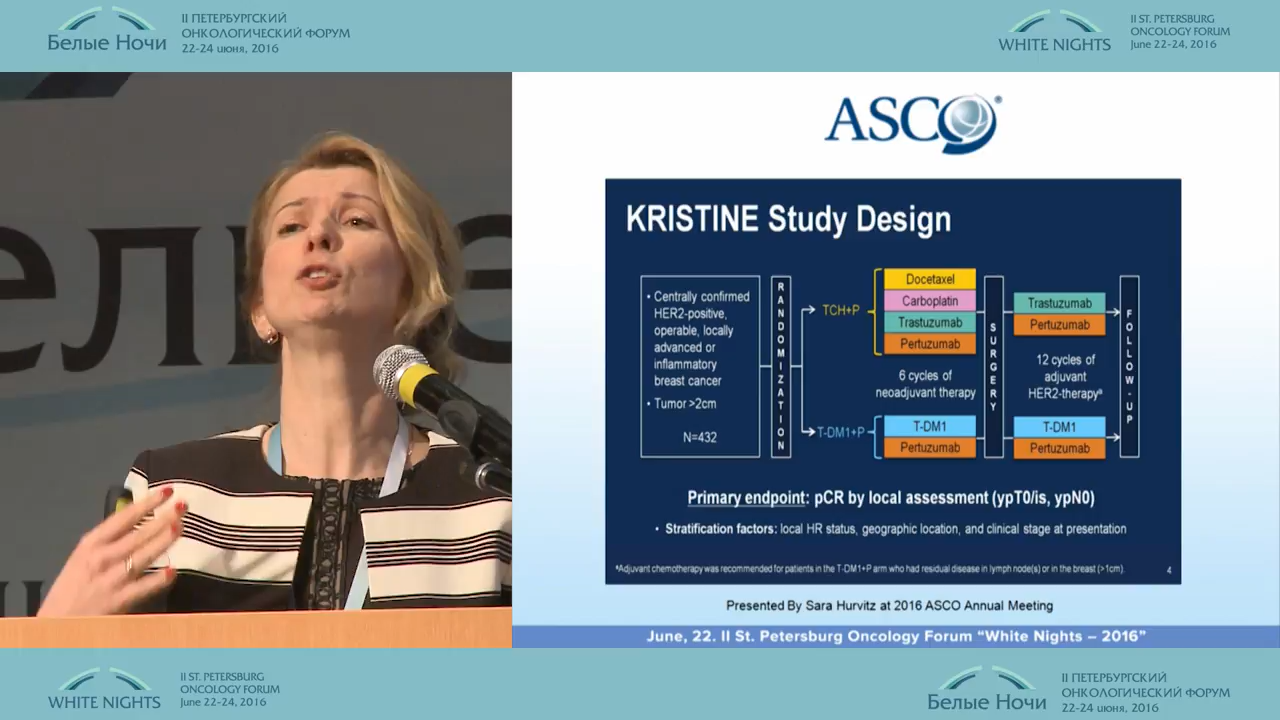 Белые Ночи
II ПЕТЕРБУРГСКИЙ
ОНКОЛОГИЧЕСКИЙ ФОРУМ
22-24 июня, 2016
WHITE NIGHTS
II ST. PETERSBURG
ONCOLOGY FORUM
June 22-24, 2016
ASCO®
KRISTINE Study Design
• Centrally confirmed
HER2-positive,
operable, locally
advanced or
inflammatory
breast cancer
• Tumor >2cm
N=432
RANDOMIZATION
TCH+P
Docetaxel
Carboplatin
Trastuzumab
Pertuzumab
6 cycles of
neoadjuvant therapy
T-DM1+P
T-DM1
Pertuzumab
SURGERY
Trastuzumab
Pertuzumab
12 cycles of
adjuvant
HER2-therapyª
T-DM1
Pertuzumab
FOLLOW-UP
Primary endpoint: pCR by local assessment (ypT0/is, ypN0)
• Stratification factors: local HR status, geographic location, and clinical stage at presentation
ªAdjuvant chemotherapy was recommended for patients in the T-DM1+P arm who had residual disease in lymph node(s) or in the breast (>1cm).
4
Presented By Sara Hurvitz at 2016 ASCO Annual Meeting
June, 22. II St. Petersburg Oncology Forum "White Nights – 2016"
WHITE NIGHTS
II ST. PETERSBURG
ONCOLOGY FORUM
June 22-24, 2016
Белые Ночи
II ПЕТЕРБУРГСКИЙ
ОНКОЛОГИЧЕСКИЙ ФОРУМ
22-24 июня, 2016